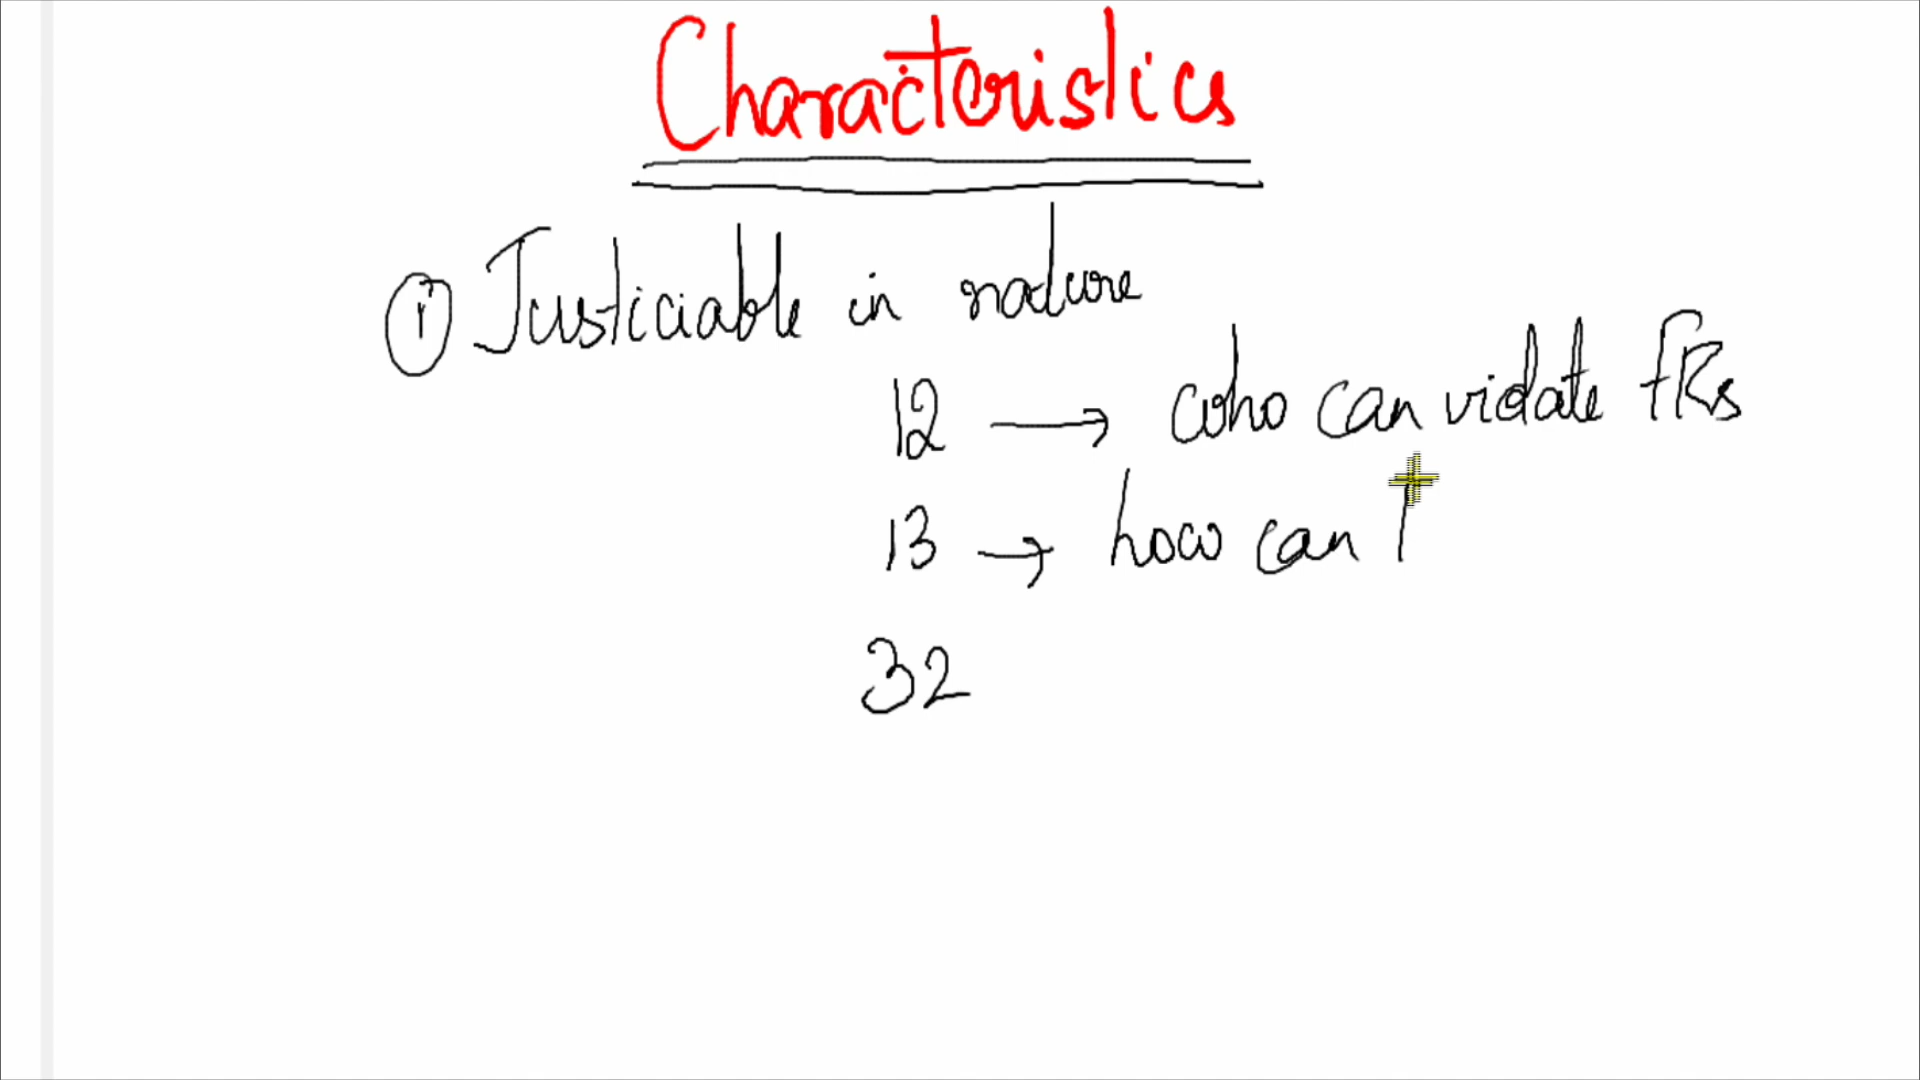 Characteristics
① Justiciable in nature
12 → who can violate FRs
13 → how can
32